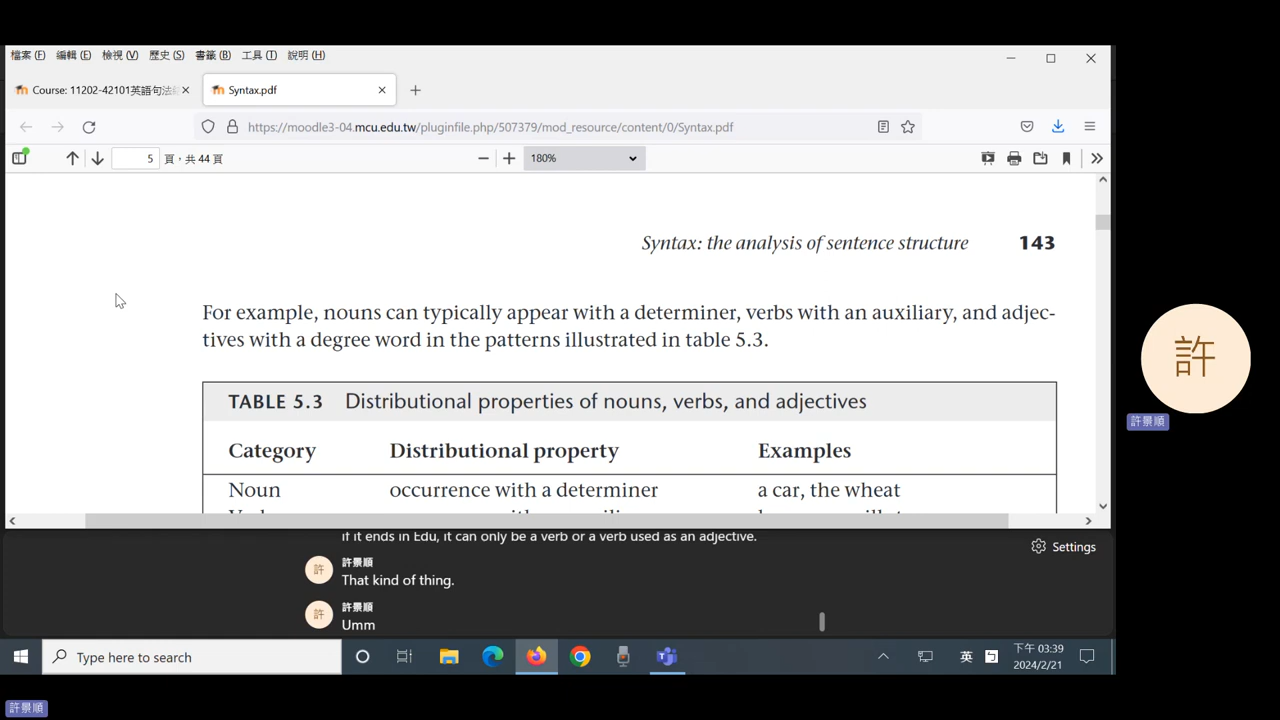 檔案 (F) 編輯 (E) 檢視 (V) 歷史 (S) 書籤 (B) 工具 (T) 說明 (H)
Course: 11202-42101英語句法 Syntax.pdf
https://moodle3-04.mcu.edu.tw/pluginfile.php/507379/mod_resource/content/0/Syntax.pdf
5 頁，共 44 頁 180%
Syntax: the analysis of sentence structure 143
For example, nouns can typically appear with a determiner, verbs with an auxiliary, and adjec-
tives with a degree word in the patterns illustrated in table 5.3.
TABLE 5.3 Distributional properties of nouns, verbs, and adjectives
Category Distributional property Examples
Noun occurrence with a determiner a car, the wheat
if it ends in Edu, it can only be a verb or a verb used as an adjective.
Settings
許 許景順
That kind of thing.
許 許景順
Umm
許
許景順
Type here to search
英
下午 03:39
2024/2/21
許景順